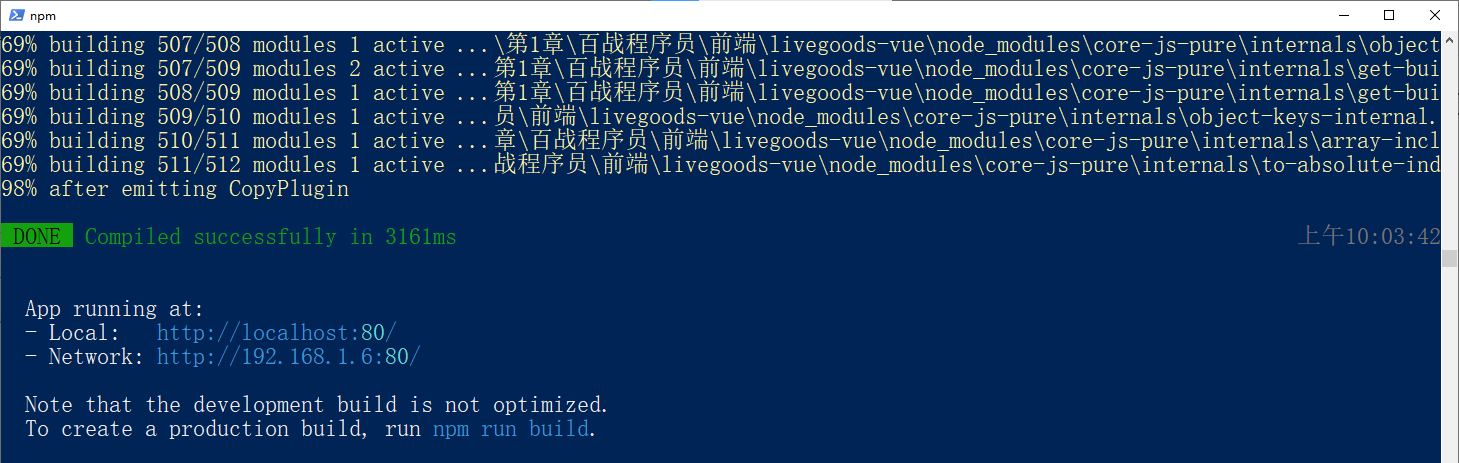 npm
69% building 507/508 modules 1 active ...\第1章\百战程序员\前端\livegoods-vue\node_modules\core-js-pure\internals\object
69% building 507/509 modules 2 active ...第1章\百战程序员\前端\livegoods-vue\node_modules\core-js-pure\internals\get-bui
69% building 508/509 modules 1 active ...第1章\百战程序员\前端\livegoods-vue\node_modules\core-js-pure\internals\get-bui
69% building 509/510 modules 1 active ...员\前端\livegoods-vue\node_modules\core-js-pure\internals\object-keys-internal.
69% building 510/511 modules 1 active ...章\百战程序员\前端\livegoods-vue\node_modules\core-js-pure\internals\array-incl
69% building 511/512 modules 1 active ...战程序员\前端\livegoods-vue\node_modules\core-js-pure\internals\to-absolute-ind
98% after emitting CopyPlugin
DONE Compiled successfully in 3161ms 上午10:03:42
App running at:
- Local: http://localhost:80/
- Network: http://192.168.1.6:80/
Note that the development build is not optimized.
To create a production build, run npm run build.